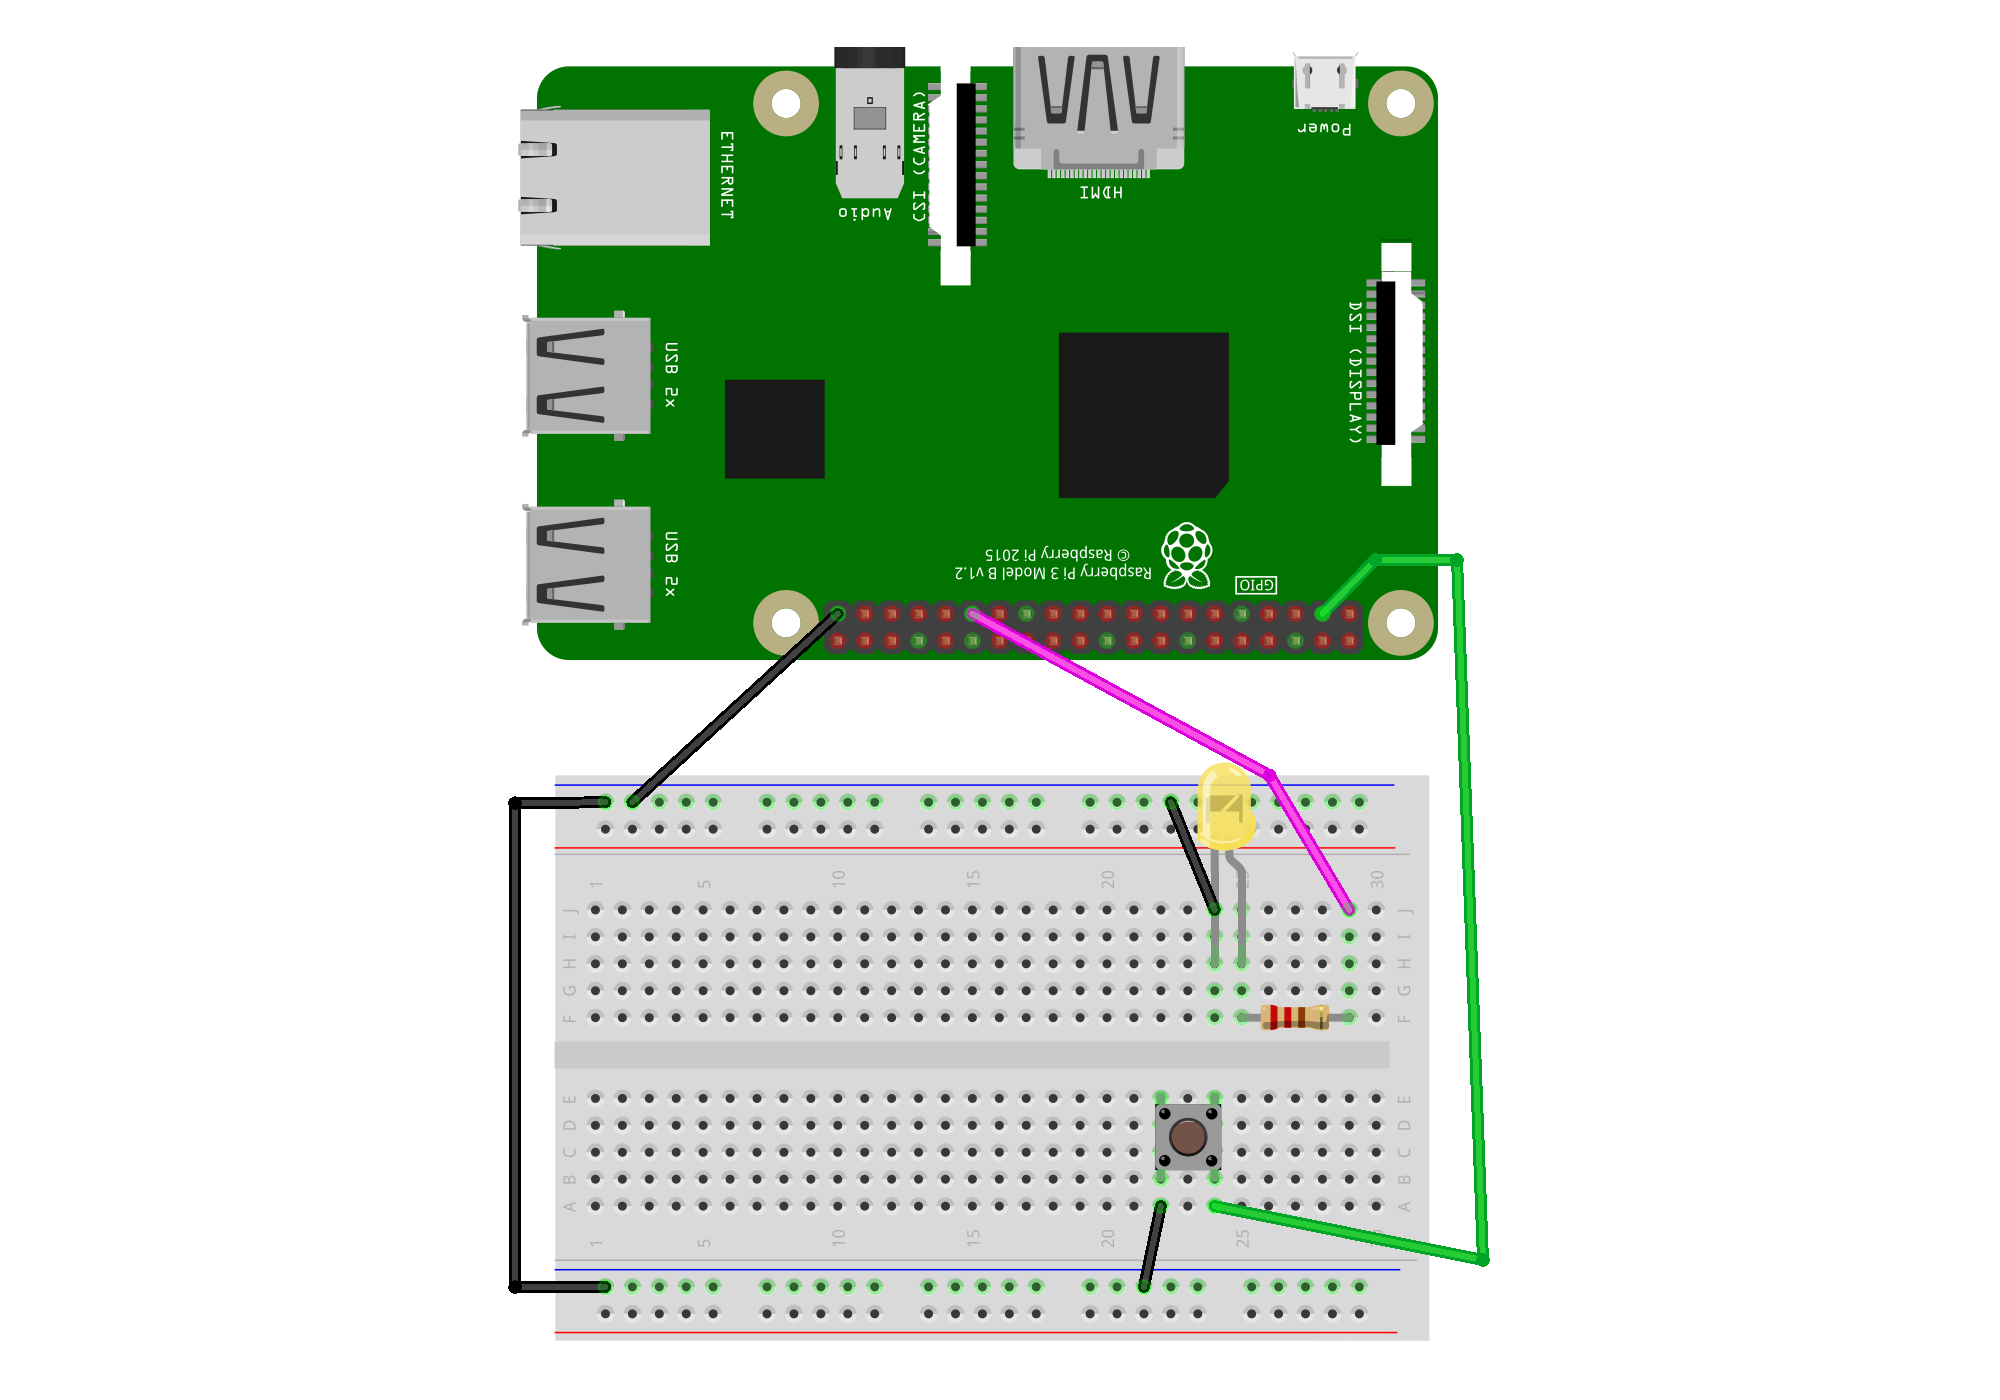 ETHERNET
Audio
CSI (CAMERA)
HDMI
Power
DSI (DISPLAY)
USB 2x
USB 2x
Raspberry Pi 3 Model B v1.2
© Raspberry Pi 2015
GPIO
1 5 10 15 20 25 30
J J
I I
H H
G G
F F
E E
D D
C C
B B
A A
1 5 10 15 20 25 30